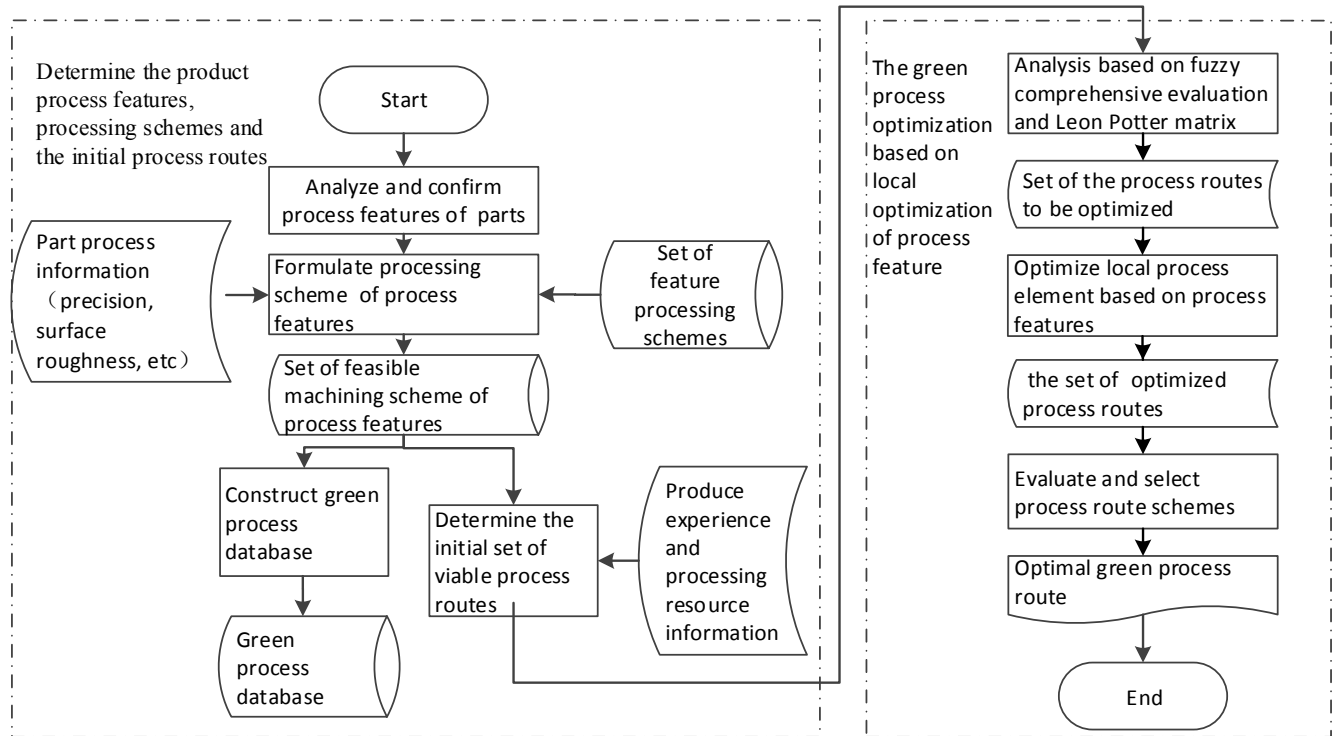 Determine the product
process features,
processing schemes and
the initial process routes
Start
Analyze and confirm
process features of parts
Part process
information
（precision,
surface
roughness, etc）
Formulate processing
scheme of process
features
Set of
feature
processing
schemes
Set of feasible
machining scheme of
process features
Construct green
process
database
Determine the
initial set of
viable process
routes
Produce
experience
and
processing
resource
information
Green
process
database
The green
process
optimization
based on
local
optimization
of process
feature
Analysis based on fuzzy
comprehensive evaluation
and Leon Potter matrix
Set of the process routes
to be optimized
Optimize local process
element based on process
features
the set of optimized
process routes
Evaluate and select
process route schemes
Optimal green process
route
End